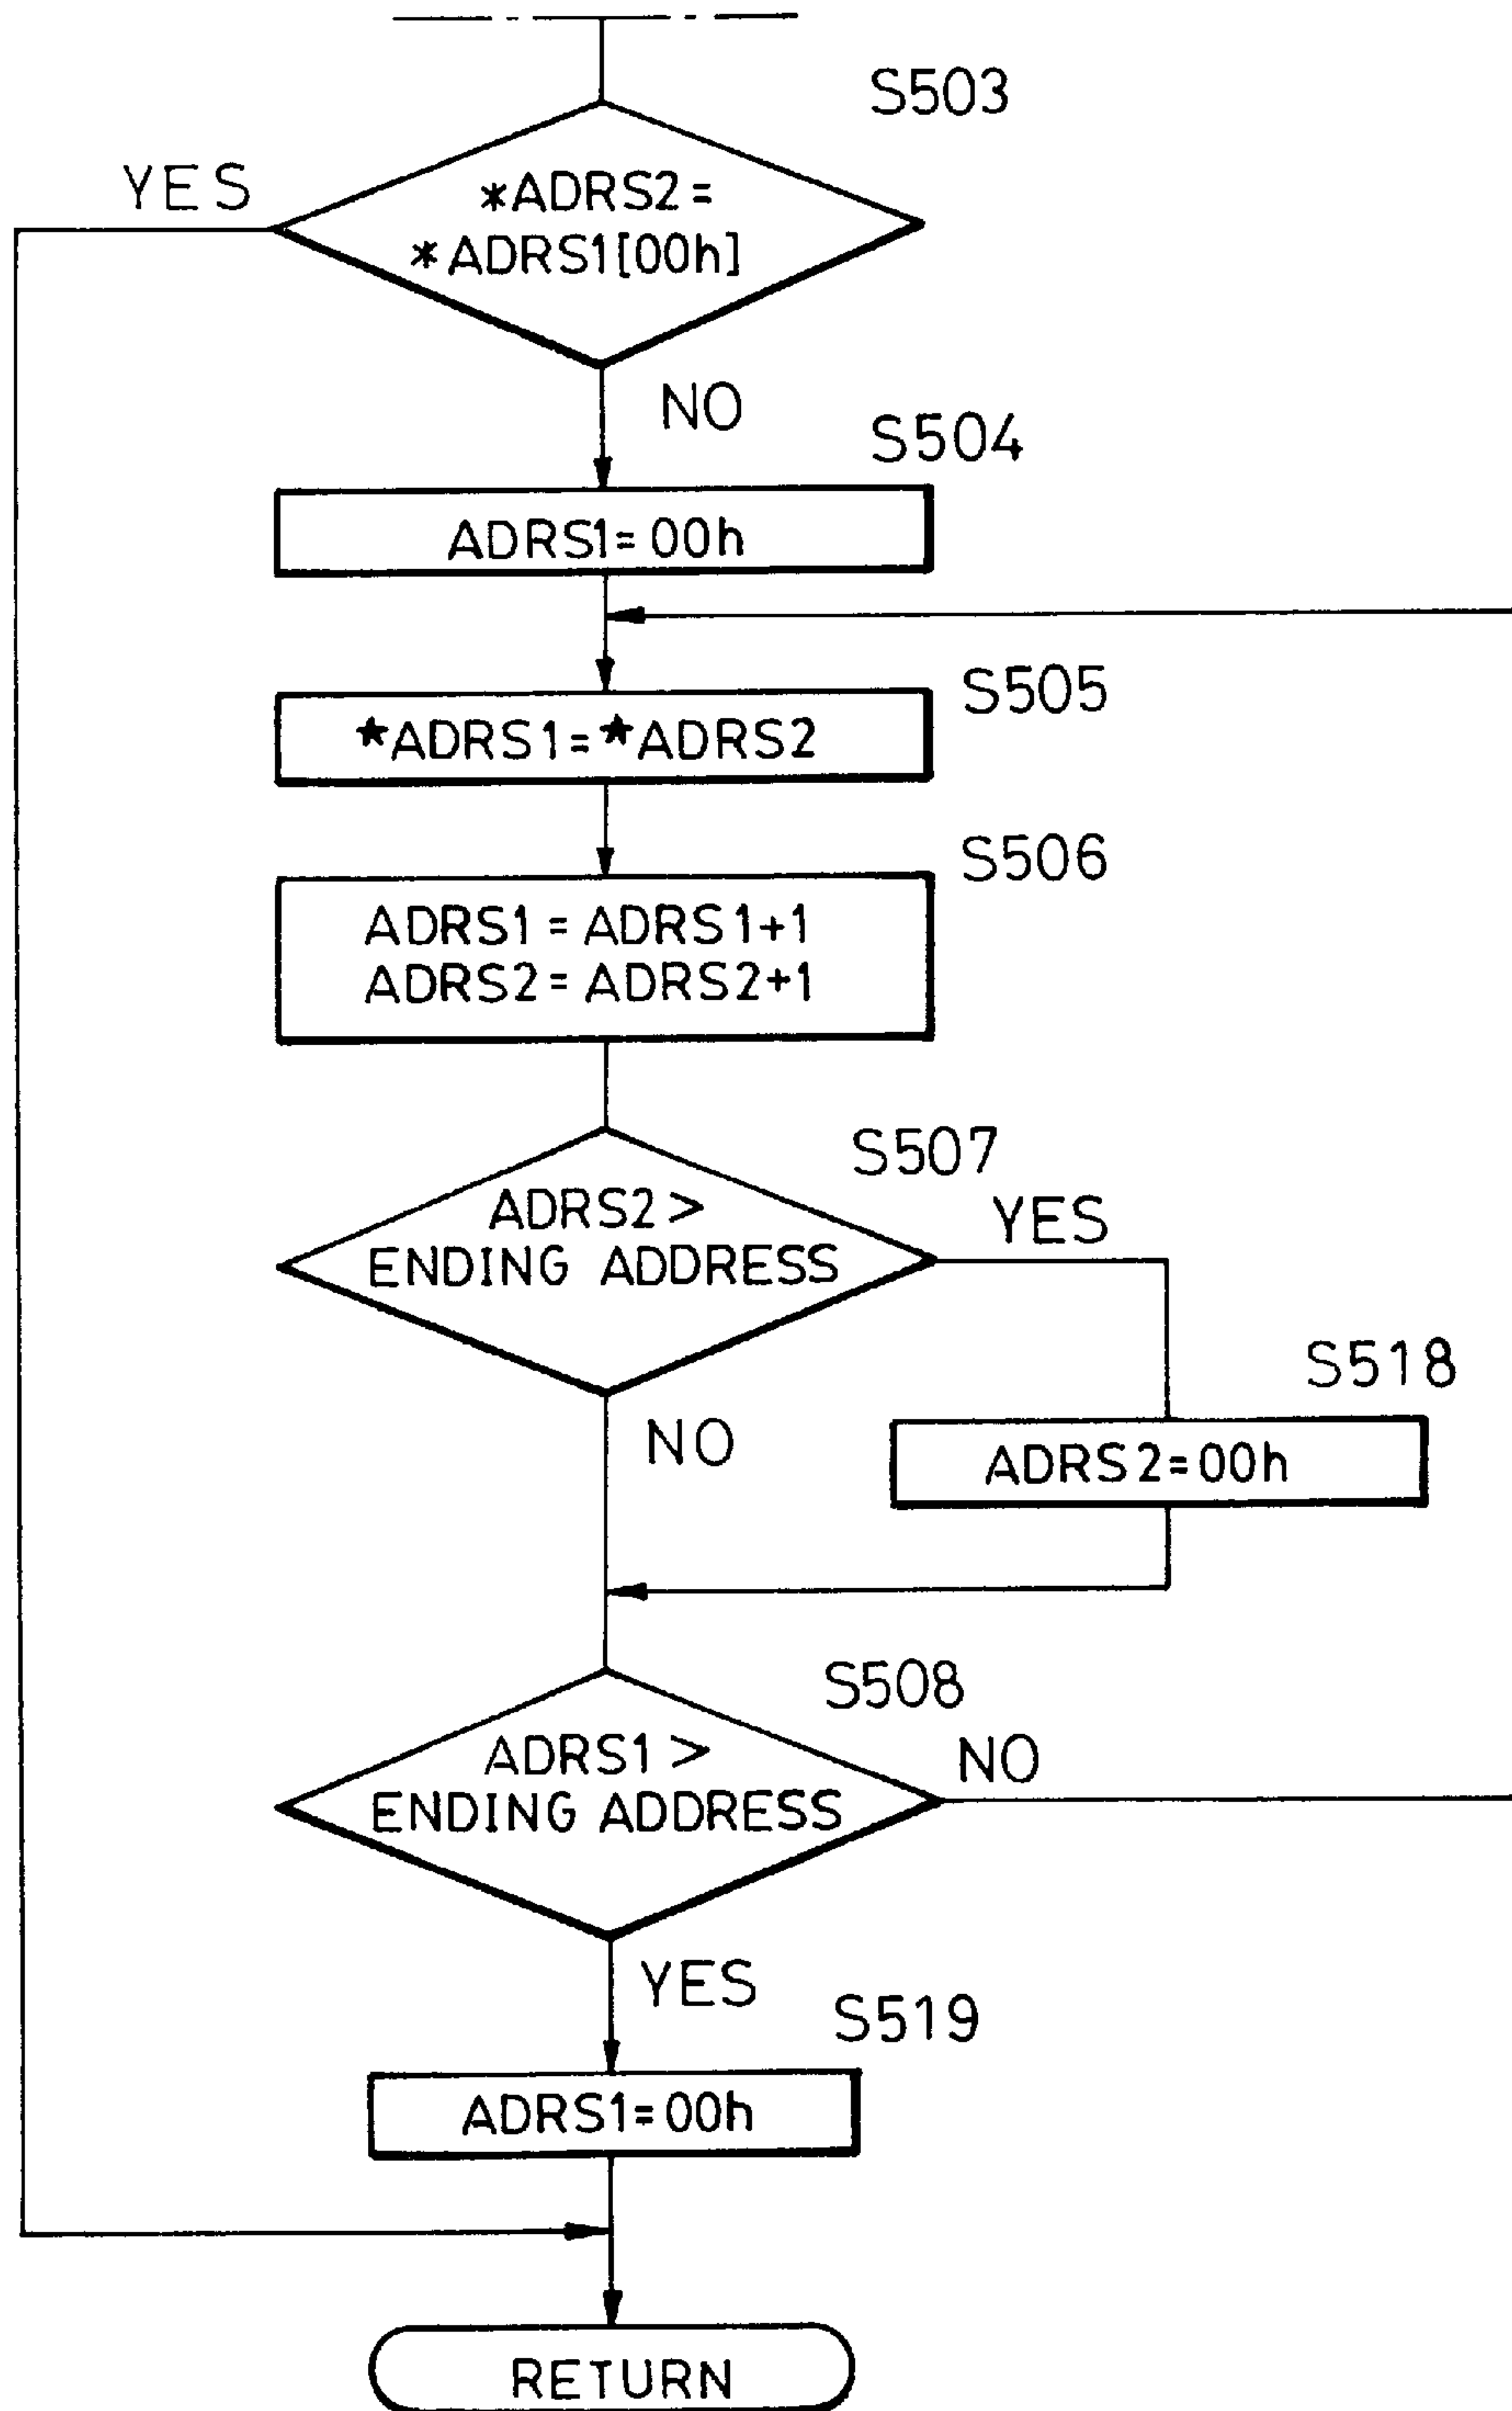 S503
YES
*ADRS2=
*ADRS1[00h]
NO
S504
ADRS1=00h
S505
*ADRS1=*ADRS2
S506
ADRS1=ADRS1+1
ADRS2=ADRS2+1
S507
ADRS2>
ENDING ADDRESS
YES
NO
S518
ADRS2=00h
S508
ADRS1>
ENDING ADDRESS
NO
YES
S519
ADRS1=00h
RETURN